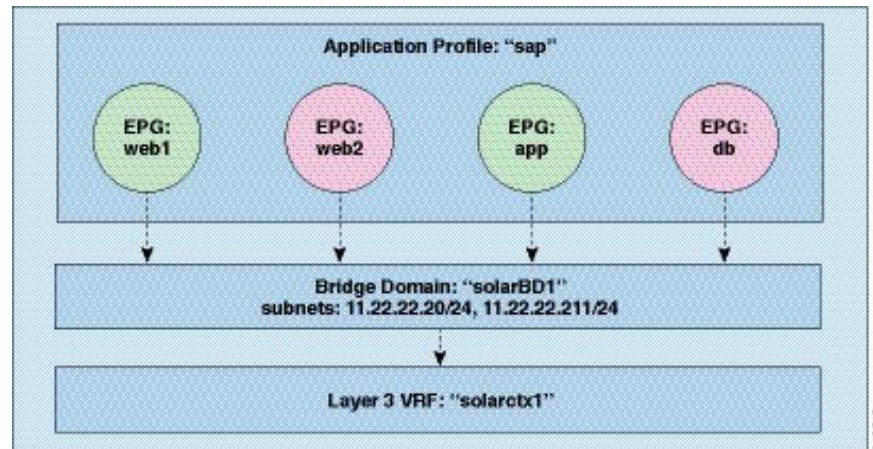 Application Profile: “sap”
EPG:
web1
EPG:
web2
EPG:
app
EPG:
db
Bridge Domain: “solarBD1”
subnets: 11.22.22.20/24, 11.22.22.211/24
Layer 3 VRF: “solarctx1”